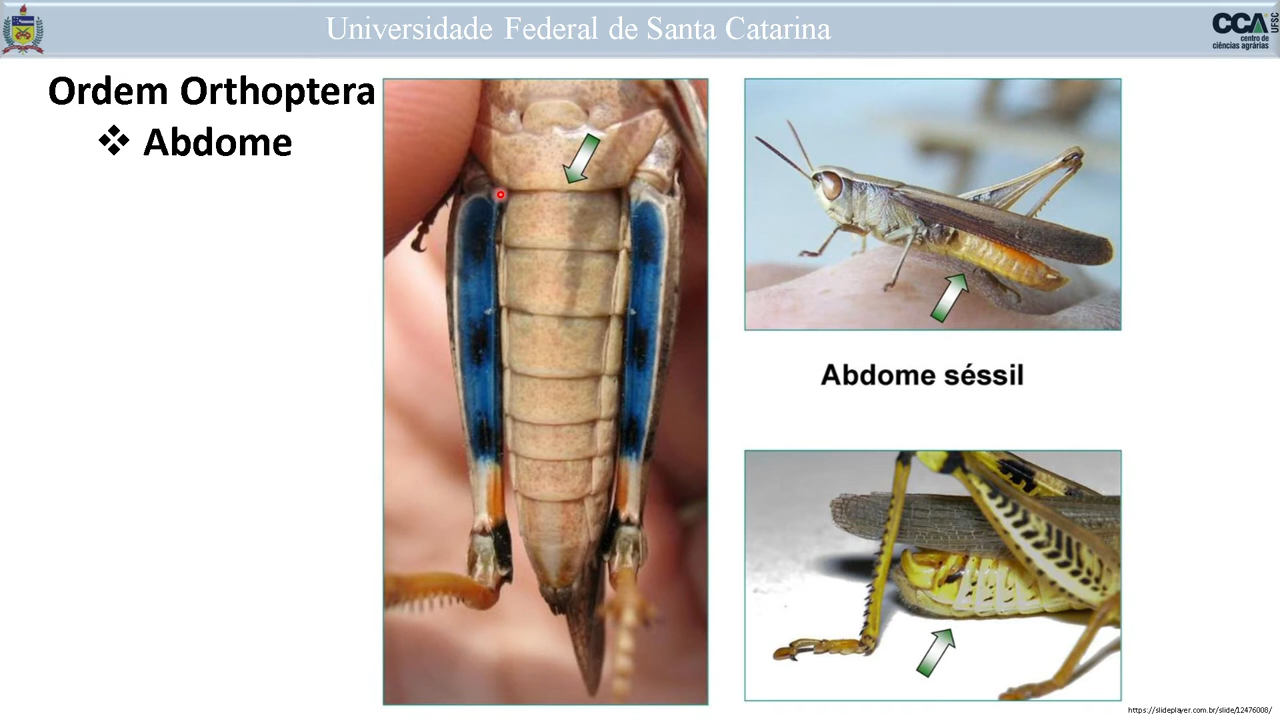 Universidade Federal de Santa Catarina
CCA
UFSC
centro de
ciências agrárias
Ordem Orthoptera
❖ Abdome
Abdome séssil
https://slideplayer.com.br/slide/12476008/